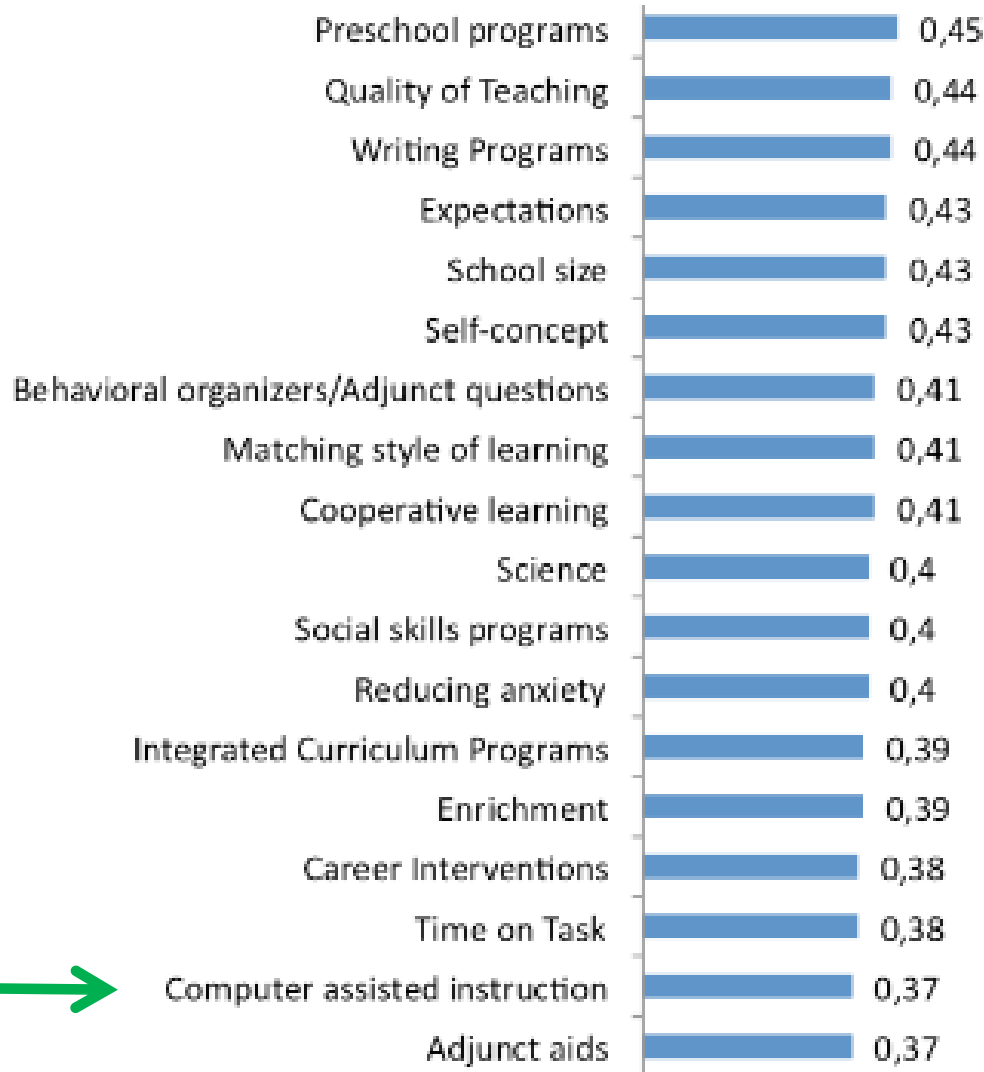 Preschool programs 0,45
Quality of Teaching 0,44
Writing Programs 0,44
Expectations 0,43
School size 0,43
Self-concept 0,43
Behavioral organizers/Adjunct questions 0,41
Matching style of learning 0,41
Cooperative learning 0,41
Science 0,4
Social skills programs 0,4
Reducing anxiety 0,4
Integrated Curriculum Programs 0,39
Enrichment 0,39
Career Interventions 0,38
Time on Task 0,38
Computer assisted instruction 0,37
Adjunct aids 0,37